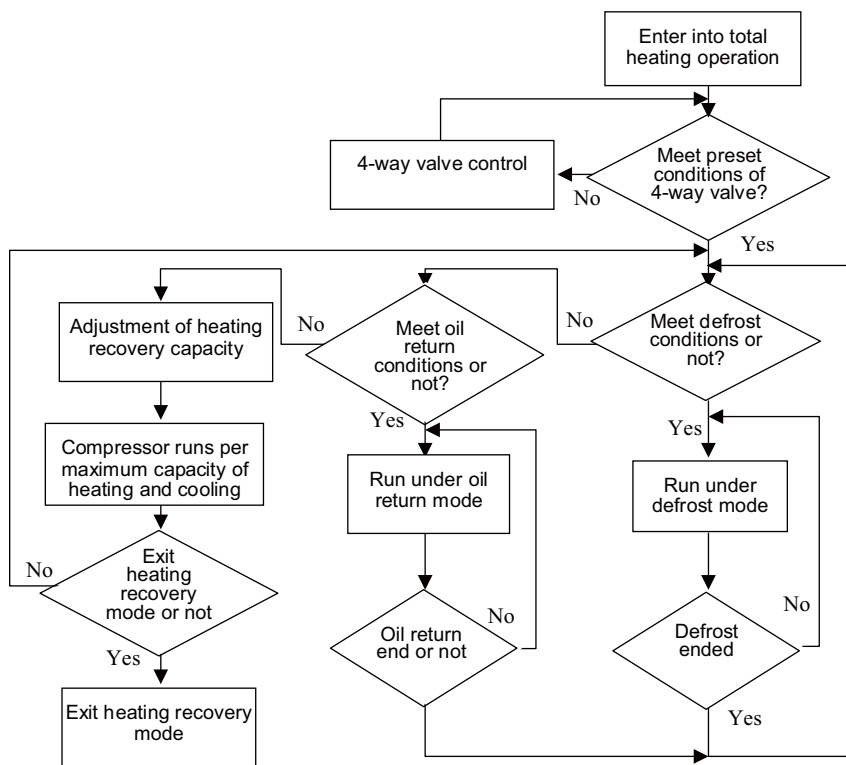 Enter into total
heating operation
4-way valve control
Meet preset
conditions of
4-way valve?
No
Yes
Adjustment of heating
recovery capacity
No
Meet oil
return
conditions or
not?
No
Meet defrost
conditions or
not?
Yes
Yes
Compressor runs per
maximum capacity of
heating and cooling
Run under oil
return mode
Run under
defrost mode
No
Exit
heating
recovery
mode or not
No
Oil return
end or not
No
Defrost
ended
Yes
Exit heating recovery
mode
Yes